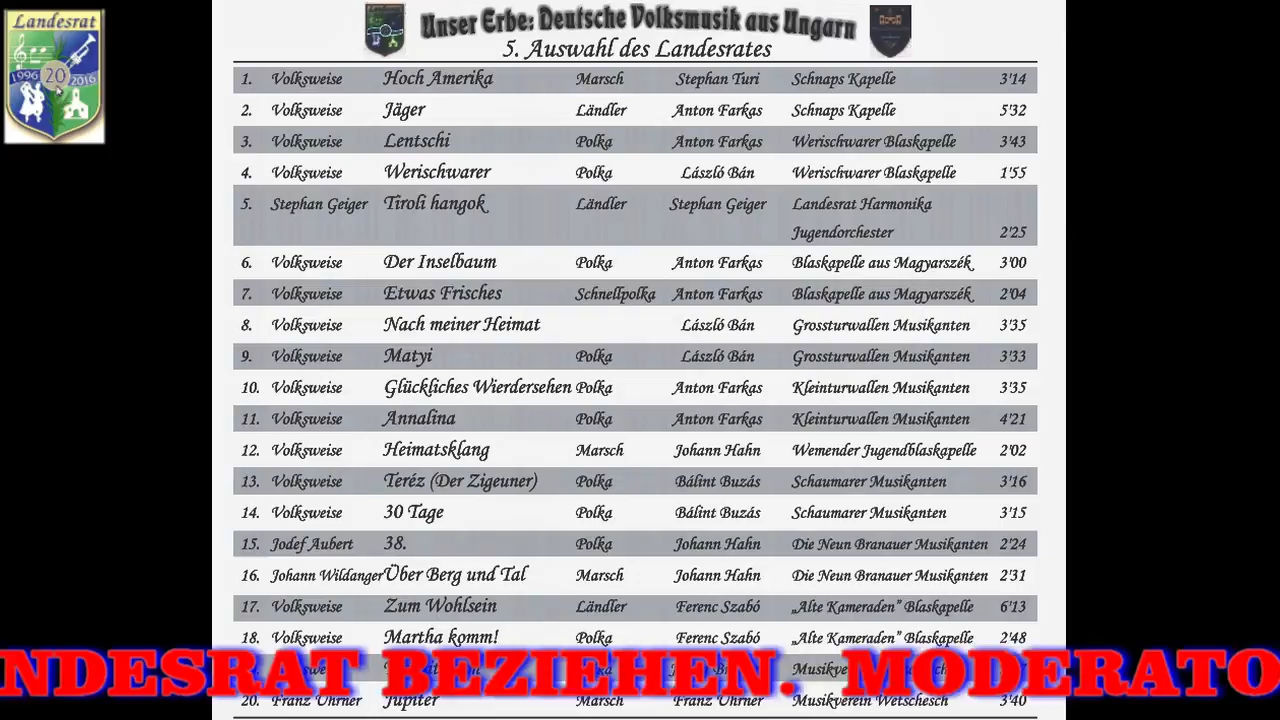 Landesrat
1996 20 2016
Unser Erbe: Deutsche Volksmusik aus Ungarn
5. Auswahl des Landesrates
1. Volksweise Hoch Amerika Marsch Stephan Turi Schnaps Kapelle 3'14
2. Volksweise Jäger Ländler Anton Farkas Schnaps Kapelle 5'32
3. Volksweise Lentschi Polka Anton Farkas Werischwarer Blaskapelle 3'43
4. Volksweise Werischwarer Polka László Bán Werischwarer Blaskapelle 1'55
5. Stephan Geiger Tiroli hangok Ländler Stephan Geiger Landesrat Harmonika
Jugendorchester 2'25
6. Volksweise Der Inselbaum Polka Anton Farkas Blaskapelle aus Magyarszék 3'00
7. Volksweise Etwas Frisches Schnellpolka Anton Farkas Blaskapelle aus Magyarszék 2'04
8. Volksweise Nach meiner Heimat László Bán Grossturwallen Musikanten 3'35
9. Volksweise Matyi Polka László Bán Grossturwallen Musikanten 3'33
10. Volksweise Glückliches Wierdersehen Polka Anton Farkas Kleinturwallen Musikanten 3'35
11. Volksweise Annalina Polka Anton Farkas Kleinturwallen Musikanten 4'21
12. Volksweise Heimatsklang Marsch Johann Hahn Wemender Jugendblaskapelle 2'02
13. Volksweise Teréz (Der Zigeuner) Polka Bálint Buzás Schaumarer Musikanten 3'16
14. Volksweise 30 Tage Polka Bálint Buzás Schaumarer Musikanten 3'15
15. Jodef Aubert 38. Polka Johann Hahn Die Neun Branauer Musikanten 2'24
16. Johann Wildanger Über Berg und Tal Marsch Johann Hahn Die Neun Branauer Musikanten 2'31
17. Volksweise Zum Wohlsein Ländler Ferenc Szabó „Alte Kameraden” Blaskapelle 6'13
18. Volksweise Martha komm! Polka Ferenc Szabó „Alte Kameraden” Blaskapelle 2'48
NDESRAT BEZIEHEN. MODERATO
20. Franz Uhrner Jupiter Marsch Franz Uhrner Musikverein Wetschesch 3'40